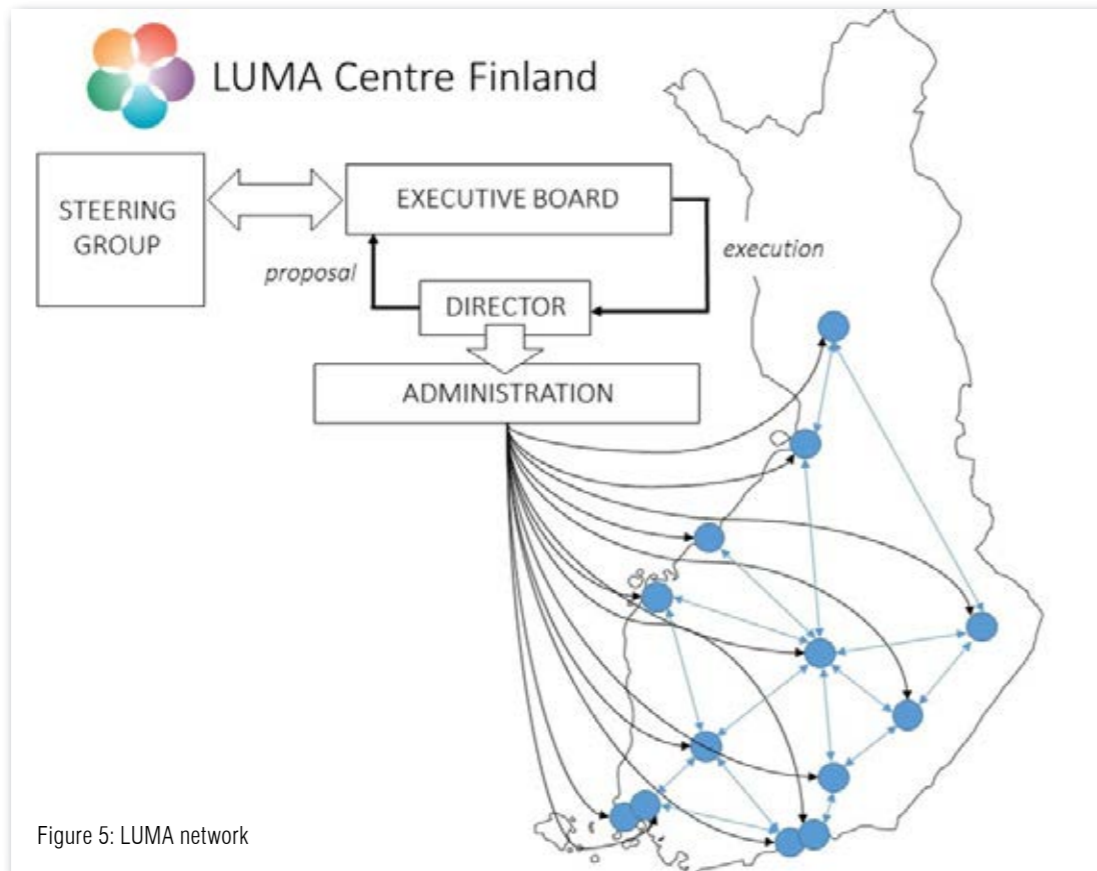 LUMA Centre Finland
STEERING
GROUP
EXECUTIVE BOARD
proposal
execution
DIRECTOR
ADMINISTRATION
Figure 5: LUMA network